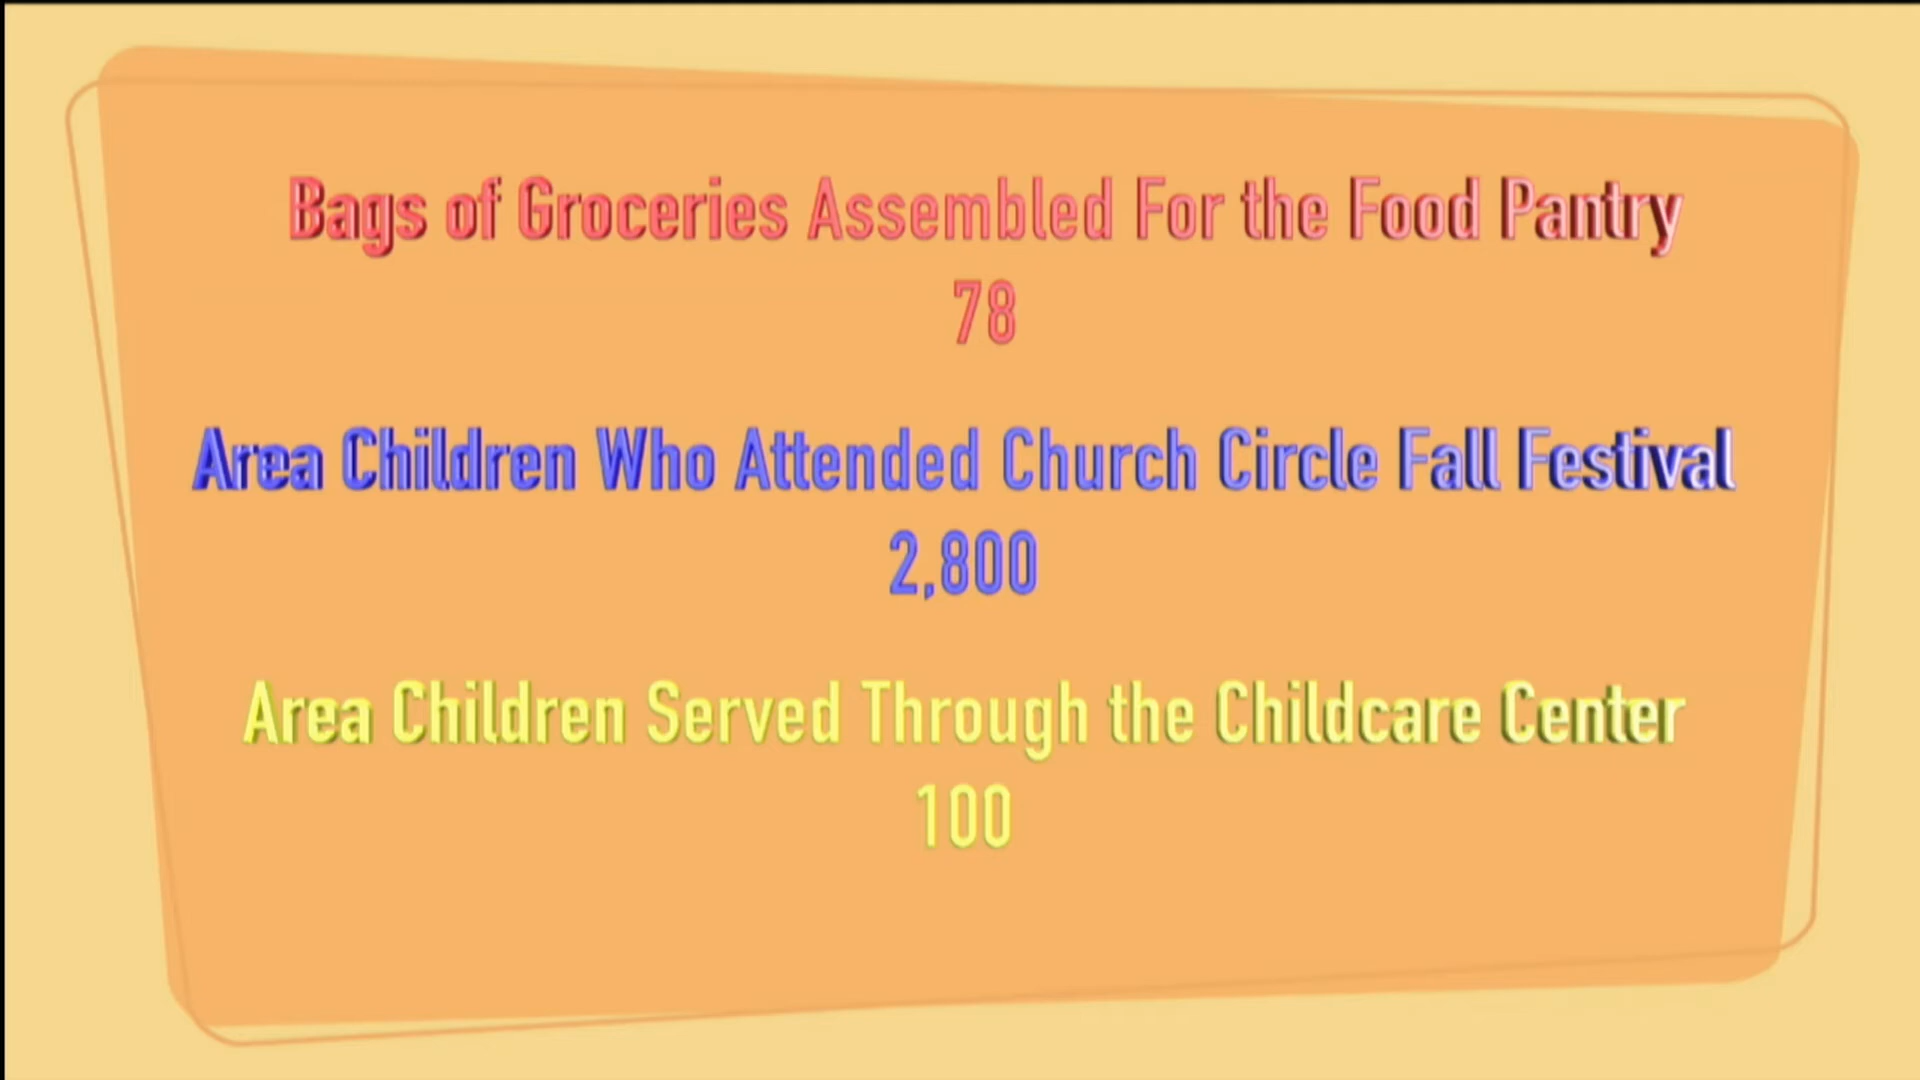 Bags of Groceries Assembled For the Food Pantry
78
Area Children Who Attended Church Circle Fall Festival
2,800
Area Children Served Through the Childcare Center
100